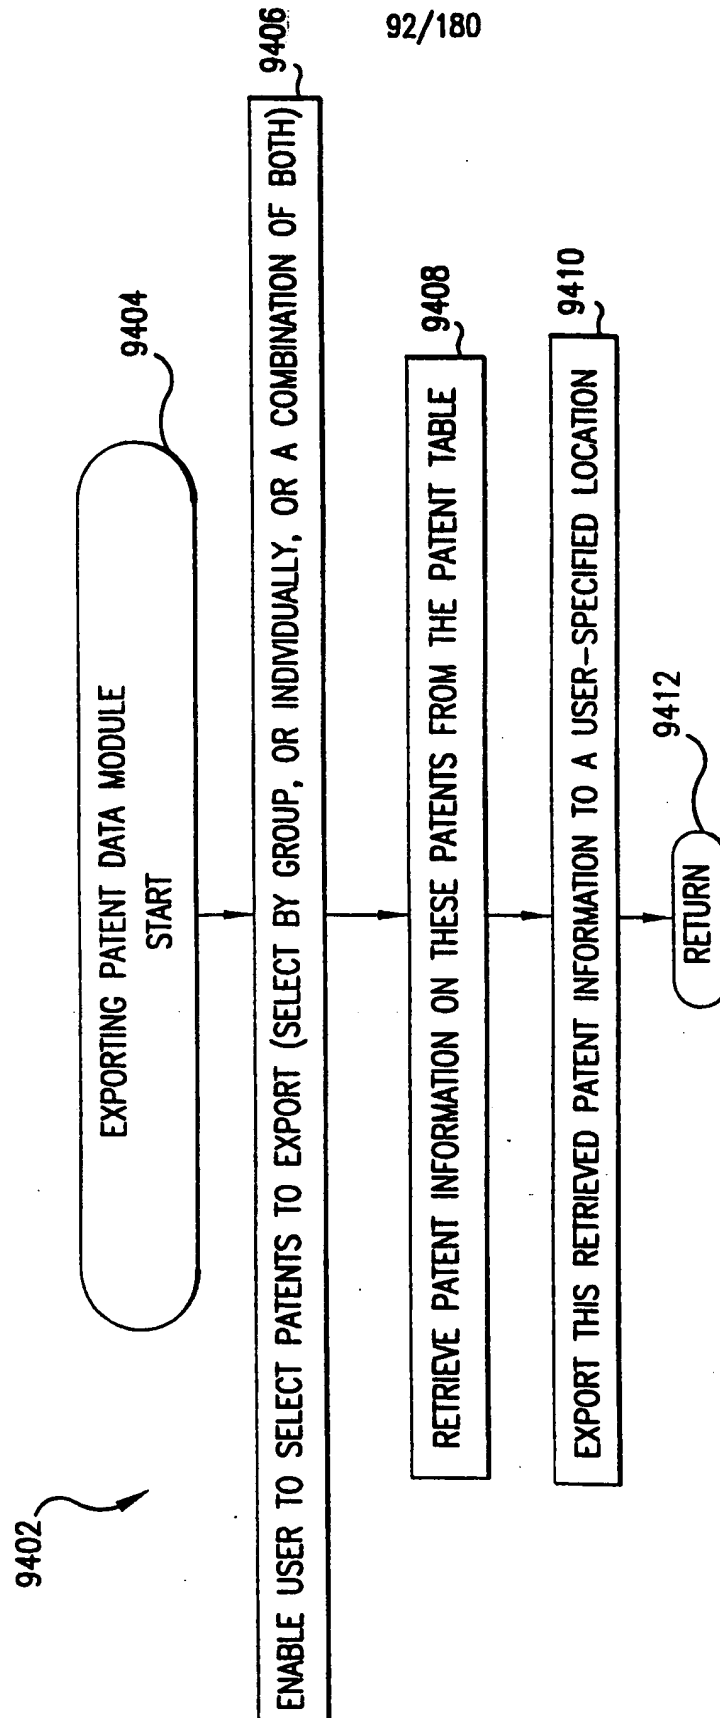 92/180
9402
EXPORTING PATENT DATA MODULE
START
9404
ENABLE USER TO SELECT PATENTS TO EXPORT (SELECT BY GROUP, OR INDIVIDUALLY, OR A COMBINATION OF BOTH)
9406
RETRIEVE PATENT INFORMATION ON THESE PATENTS FROM THE PATENT TABLE
9408
EXPORT THIS RETRIEVED PATENT INFORMATION TO A USER-SPECIFIED LOCATION
9410
RETURN
9412